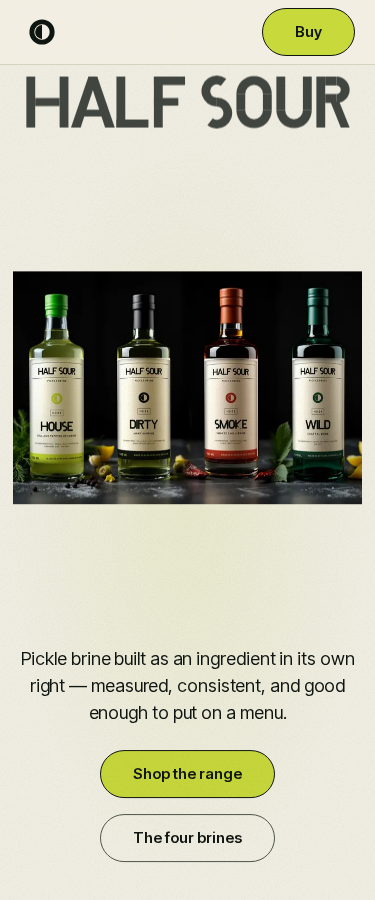 Buy
HALF SOUR
HALF SOUR
HOUSE
HALF SOUR
DIRTY
HALF SOUR
SMOKE
HALF SOUR
WILD
Pickle brine built as an ingredient in its own
right — measured, consistent, and good
enough to put on a menu.
Shop the range
The four brines